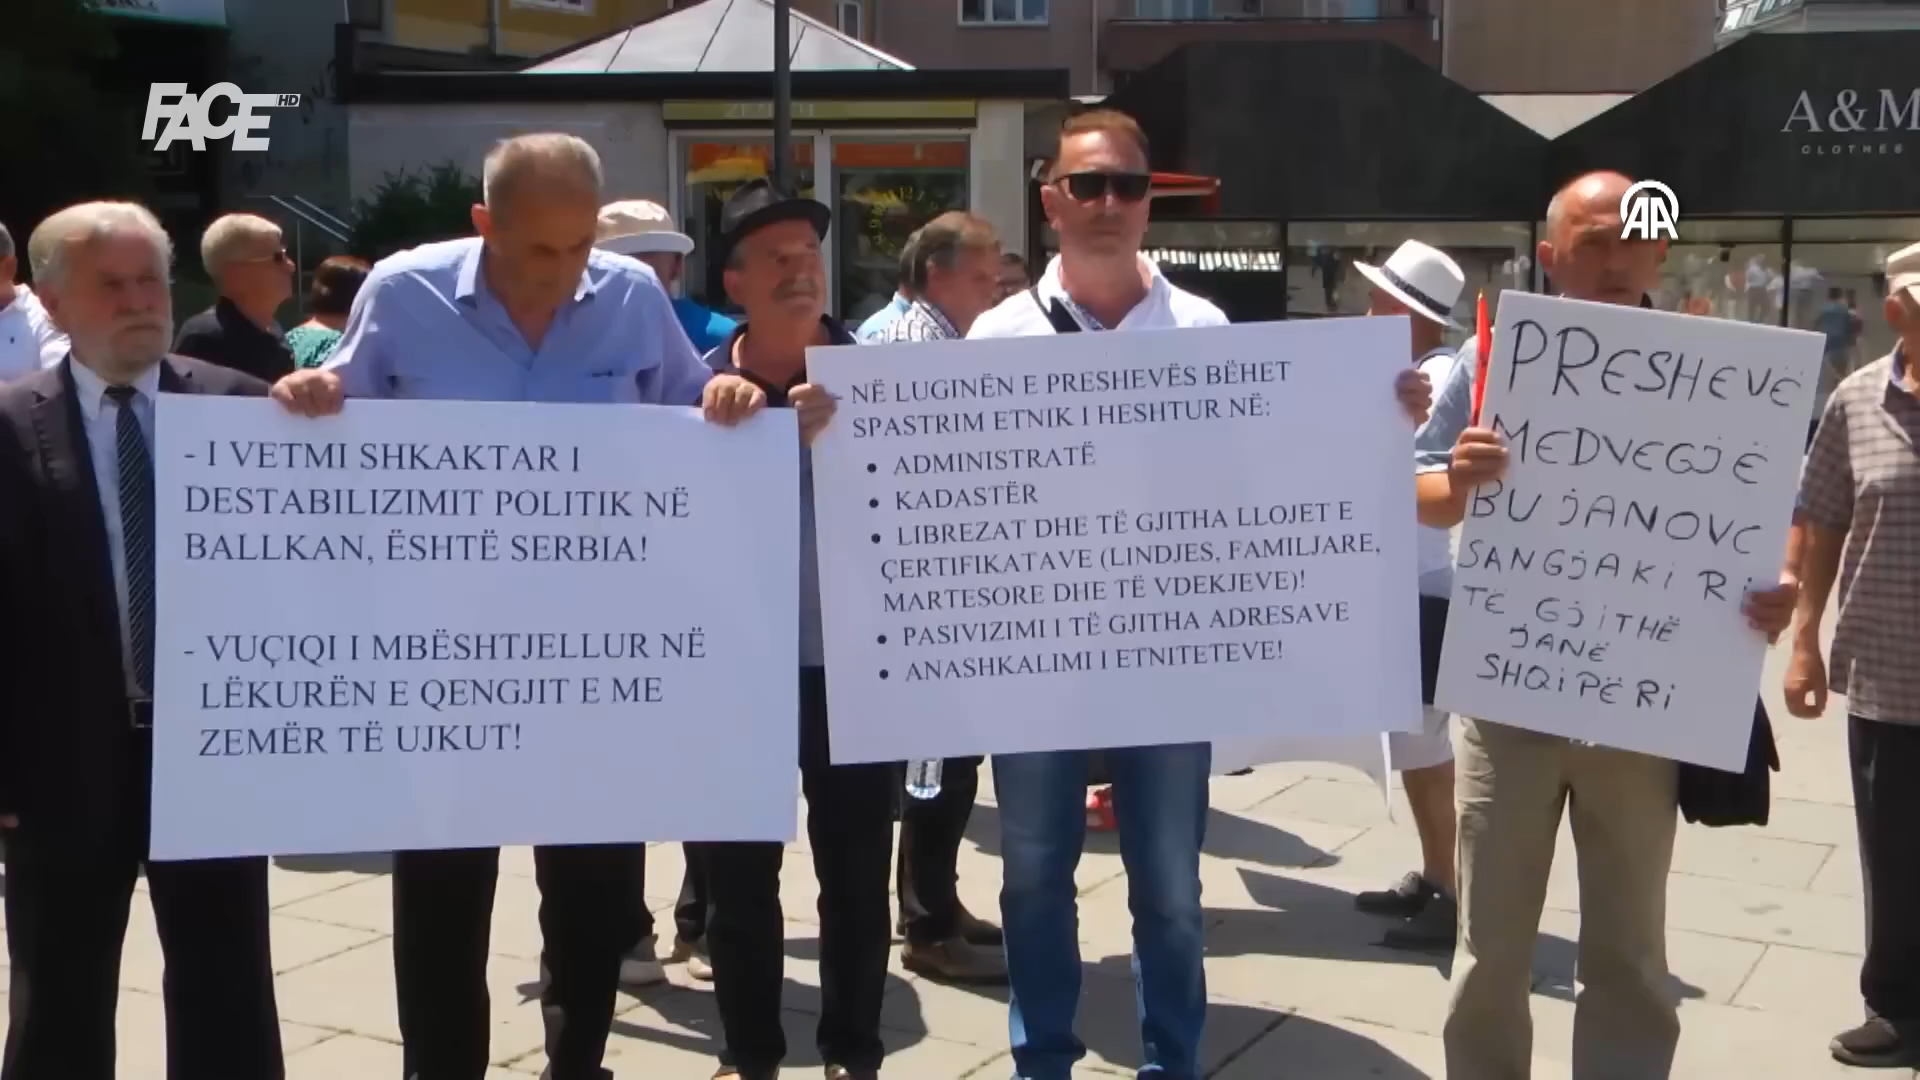 FACE HD
AA
A&M
CLOTHES
- I VETMI SHKAKTAR I
DESTABILIZIMIT POLITIK NË
BALLKAN, ËSHTË SERBIA!
- VUÇIQI I MBËSHTJELLUR NË
LËKURËN E QENGJIT E ME
ZEMËR TË UJKUT!
- NË LUGINËN E PRESHEVËS BËHET
SPASTRIM ETNIK I HESHTUR NË:
• ADMINISTRATË
• KADASTËR
• LIBREZAT DHE TË GJITHA LLOJET E
ÇERTIFIKATAVE (LINDJES, FAMILJARE,
MARTESORE DHE TË VDEKJEVE)!
• PASIVIZIMI I TË GJITHA ADRESAVE
• ANASHKALIMI I ETNITETEVE!
PRESHEVË
MEDVEGJË
BUJANOVC
SANGJAKI RI
TË GJITHË
JANË
SHQIPËRI